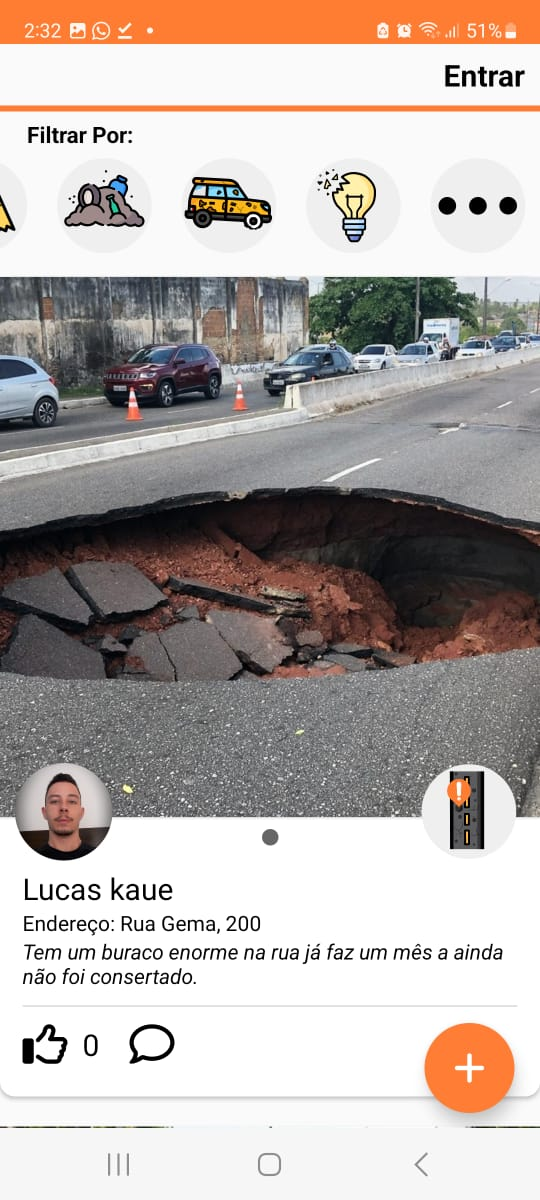 2:32
51%
Entrar
Filtrar Por:
Lucas kaue
Endereço: Rua Gema, 200
Tem um buraco enorme na rua já faz um mês a ainda
não foi consertado.
0